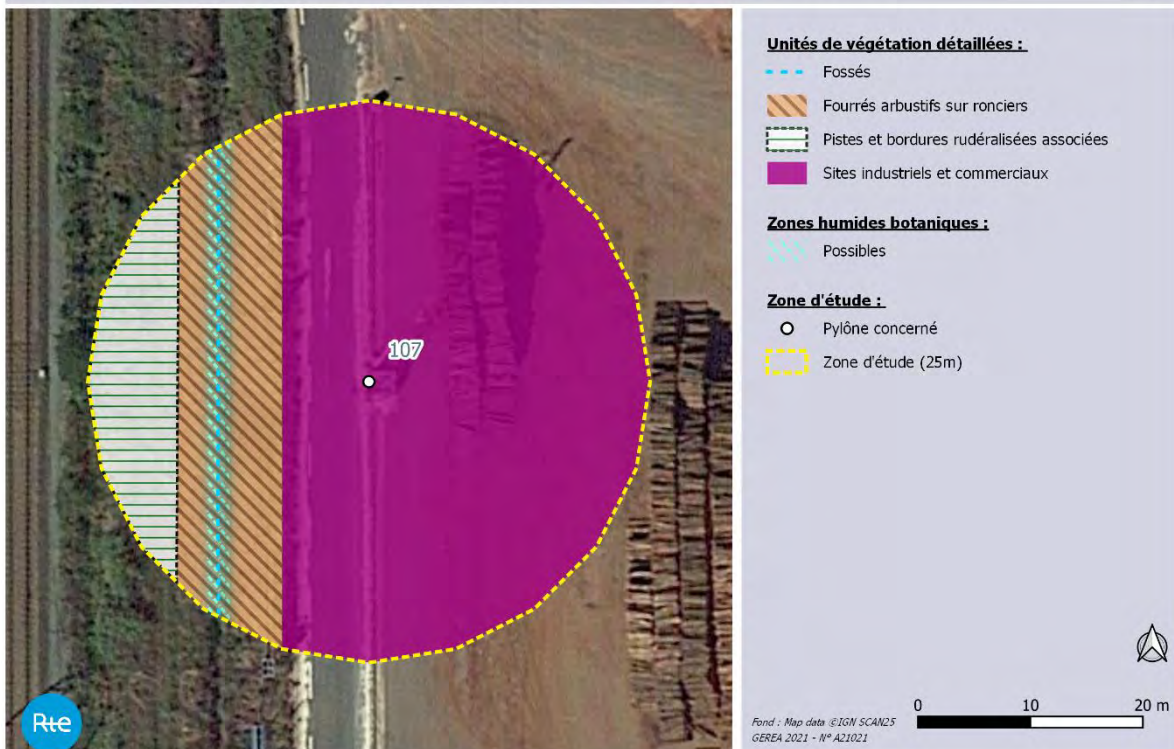 107
Rte
Unités de végétation détaillées :
Fossés
Fourrés arbustifs sur ronciers
Pistes et bordures rudéralisées associée
Sites industriels et commerciaux
Zones humides botaniques :
Possibles
Zone d'étude :
Pylône concerné
Zone d'étude (25m)
0 10 20 m
Fond : Map data ©IGN SCAN25
GEREA 2021 - N° A21021